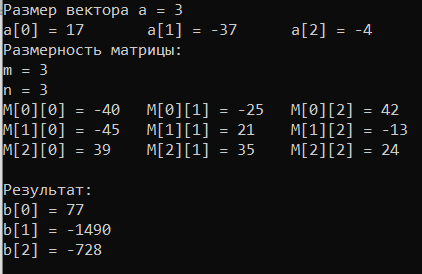 Размер вектора a = 3
a[0] = 17 a[1] = -37 a[2] = -4
Размерность матрицы:
m = 3
n = 3
M[0][0] = -40 M[0][1] = -25 M[0][2] = 42
M[1][0] = -45 M[1][1] = 21 M[1][2] = -13
M[2][0] = 39 M[2][1] = 35 M[2][2] = 24
Результат:
b[0] = 77
b[1] = -1490
b[2] = -728